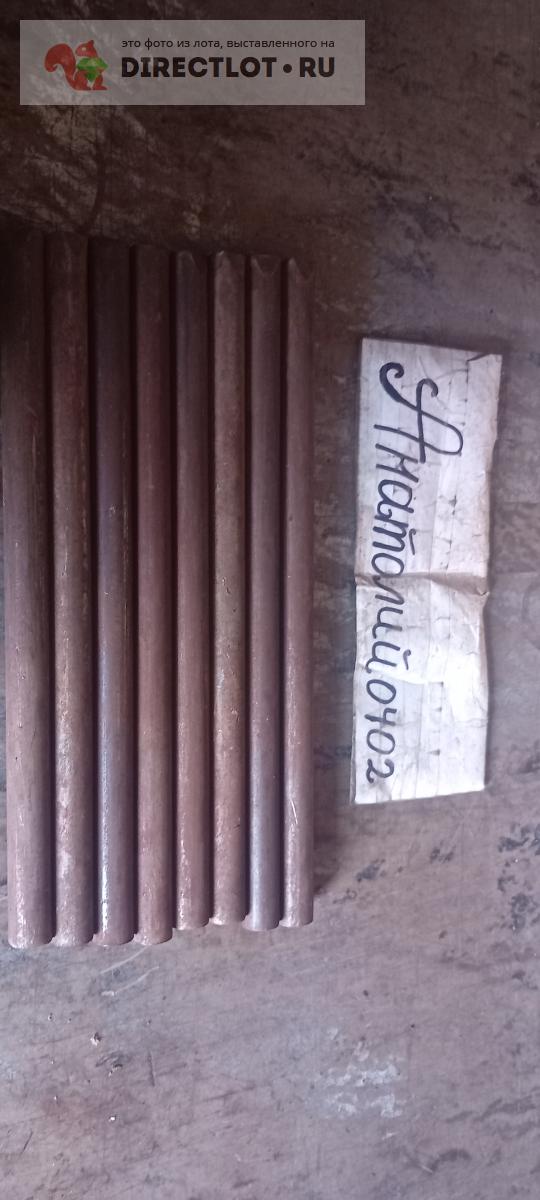 это фото из лота, выставленного на
DIRECTLOT•RU
Анатолий0402